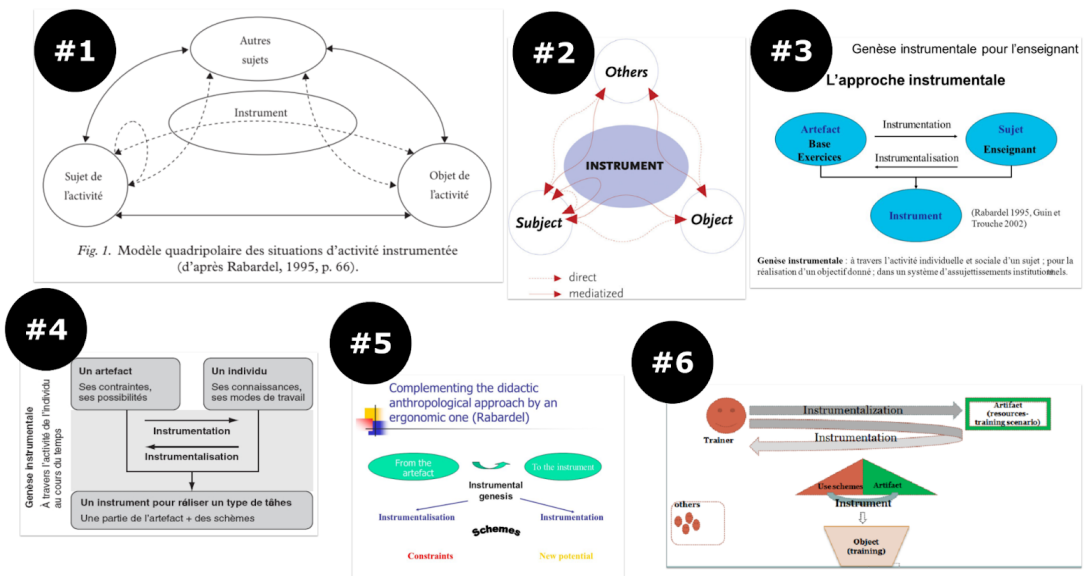 #1
Autres
sujets
Instrument
Sujet de
l'activité
Objet de
l'activité
Fig. 1. Modèle quadripolaire des situations d'activité instrumentée
(d'après Rabardel, 1995, p. 66).
#2
Others
INSTRUMENT
Subject
Object
direct
mediatized
#3
Genèse instrumentale pour l'enseignant
L'approche instrumentale
Artefact
Base
Exercices
Instrumentation
Instrumentalisation
Sujet
Enseignant
Instrument
(Rabardel 1995, Guin et
Trouche 2002)
Genèse instrumentale : à travers l'activité individuelle et sociale d'un sujet ; pour la
réalisation d'un objectif donné ; dans un système d'assujettissements institutionnels.
#4
Genèse instrumentale
À travers l'activité de l'individu
au cours du temps
Un artefact
Ses contraintes,
ses possibilités
Un individu
Ses connaissances,
ses modes de travail
Instrumentation
Instrumentalisation
Un instrument pour râliser un type de tâhes
Une partie de l'artefact + des schèmes
#5
Complementing the didactic
anthropological approach by an
ergonomic one (Rabardel)
From the
artefact
To the instrument
Instrumental
genesis
Instrumentalisation
Instrumentation
Schemes
Constraints
New potential
#6
Trainer
Instrumentalization
Instrumentation
Artifact
(resources-
training scenario)
Use schemes
Artifact
Instrument
others
Object
(training)